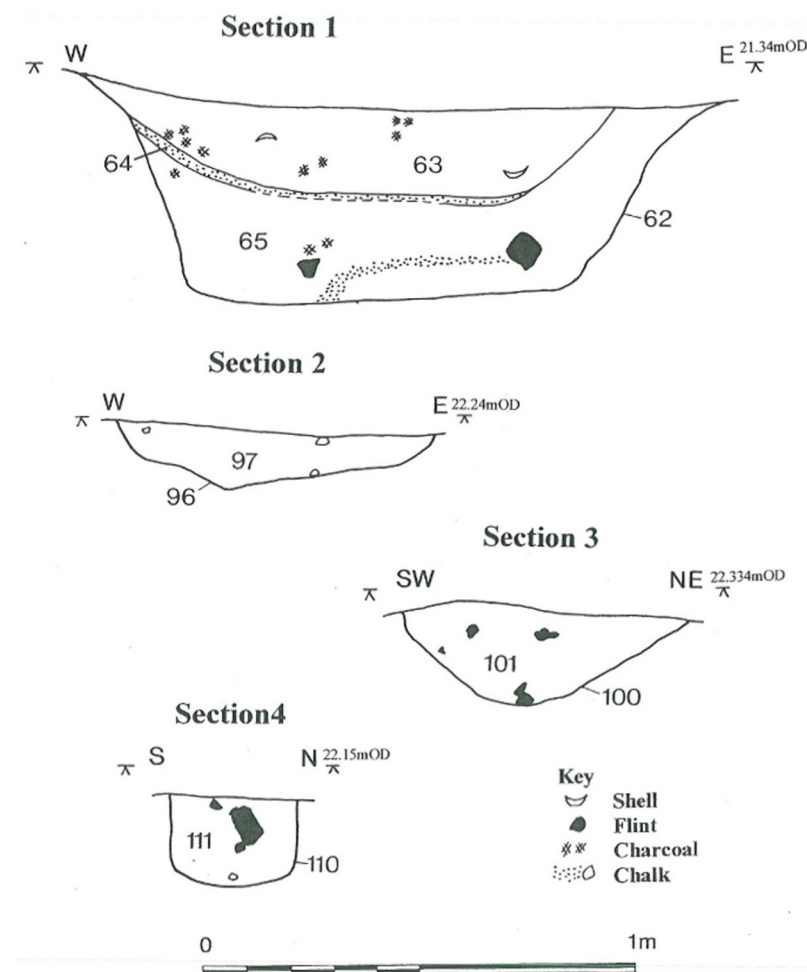 Section 1
W
E 21.34mOD
64
63
62
65
Section 2
W
E 22.24mOD
97
96
Section 3
SW
NE 22.334mOD
101
100
Section4
S
N 22.15mOD
111
110
Key
Shell
Flint
Charcoal
Chalk
0 1m